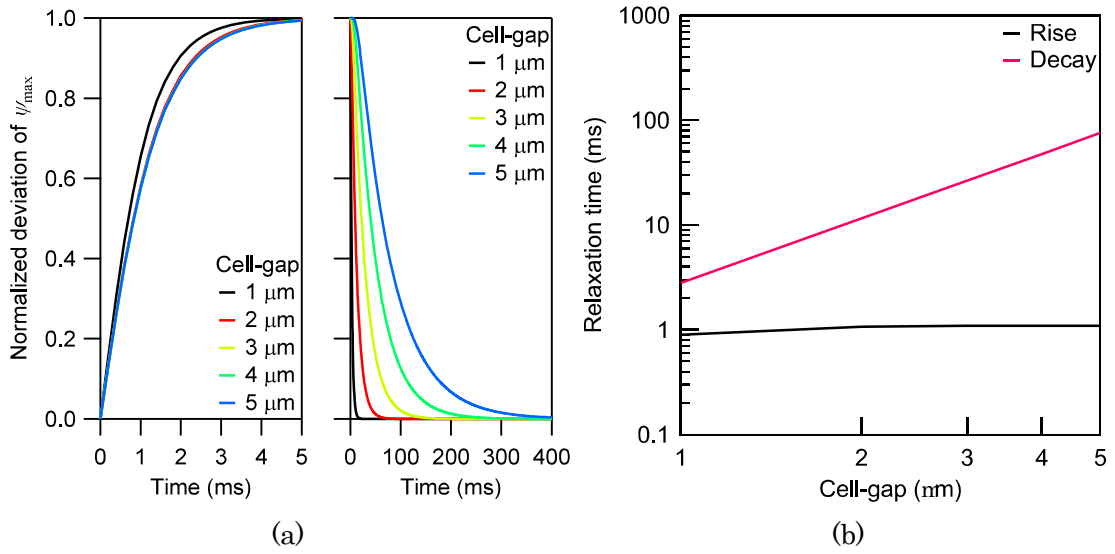 Normalized deviation of ψmax
1.0
0.8
0.6
0.4
0.2
0.0
Cell-gap
1 μm
2 μm
3 μm
4 μm
5 μm
0 1 2 3 4 5
Time (ms)
Cell-gap
1 μm
2 μm
3 μm
4 μm
5 μm
0 100 200 300 400
Time (ms)
(a)
Relaxation time (ms)
1000
100
10
1
0.1
Rise
Decay
1 2 3 4 5
Cell-gap (mm)
(b)